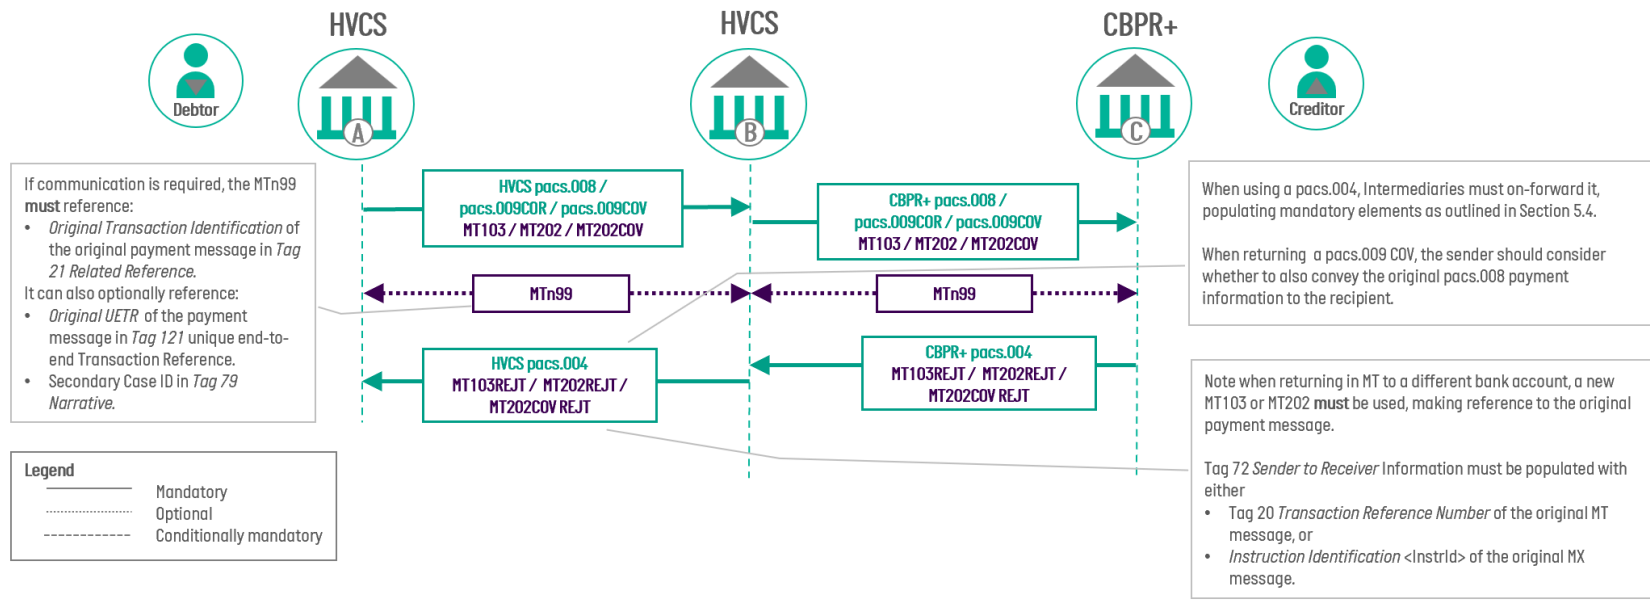 HVCS
HVCS
CBPR+
Debtor
A
B
C
Creditor
If communication is required, the MTn99
must reference:
• Original Transaction Identification of
the original payment message in Tag
21 Related Reference.
It can also optionally reference:
• Original UETR of the payment
message in Tag 121 unique end-to-
end Transaction Reference.
• Secondary Case ID in Tag 79
Narrative.
HVCS pacs.008 /
pacs.009COR / pacs.009COV
MT103 / MT202 / MT202COV
CBPR+ pacs.008 /
pacs.009COR / pacs.009COV
MT103 / MT202 / MT202COV
MTn99
MTn99
HVCS pacs.004
MT103REJT / MT202REJT /
MT202COV REJT
CBPR+ pacs.004
MT103REJT / MT202REJT /
MT202COV REJT
When using a pacs.004, Intermediaries must on-forward it,
populating mandatory elements as outlined in Section 5.4.
When returning a pacs.009 COV, the sender should consider
whether to also convey the original pacs.008 payment
information to the recipient.
Note when returning in MT to a different bank account, a new
MT103 or MT202 must be used, making reference to the original
payment message.
Tag 72 Sender to Receiver Information must be populated with
either
• Tag 20 Transaction Reference Number of the original MT
message, or
• Instruction Identification <InstrId> of the original MX
message.
Legend
Mandatory
Optional
Conditionally mandatory